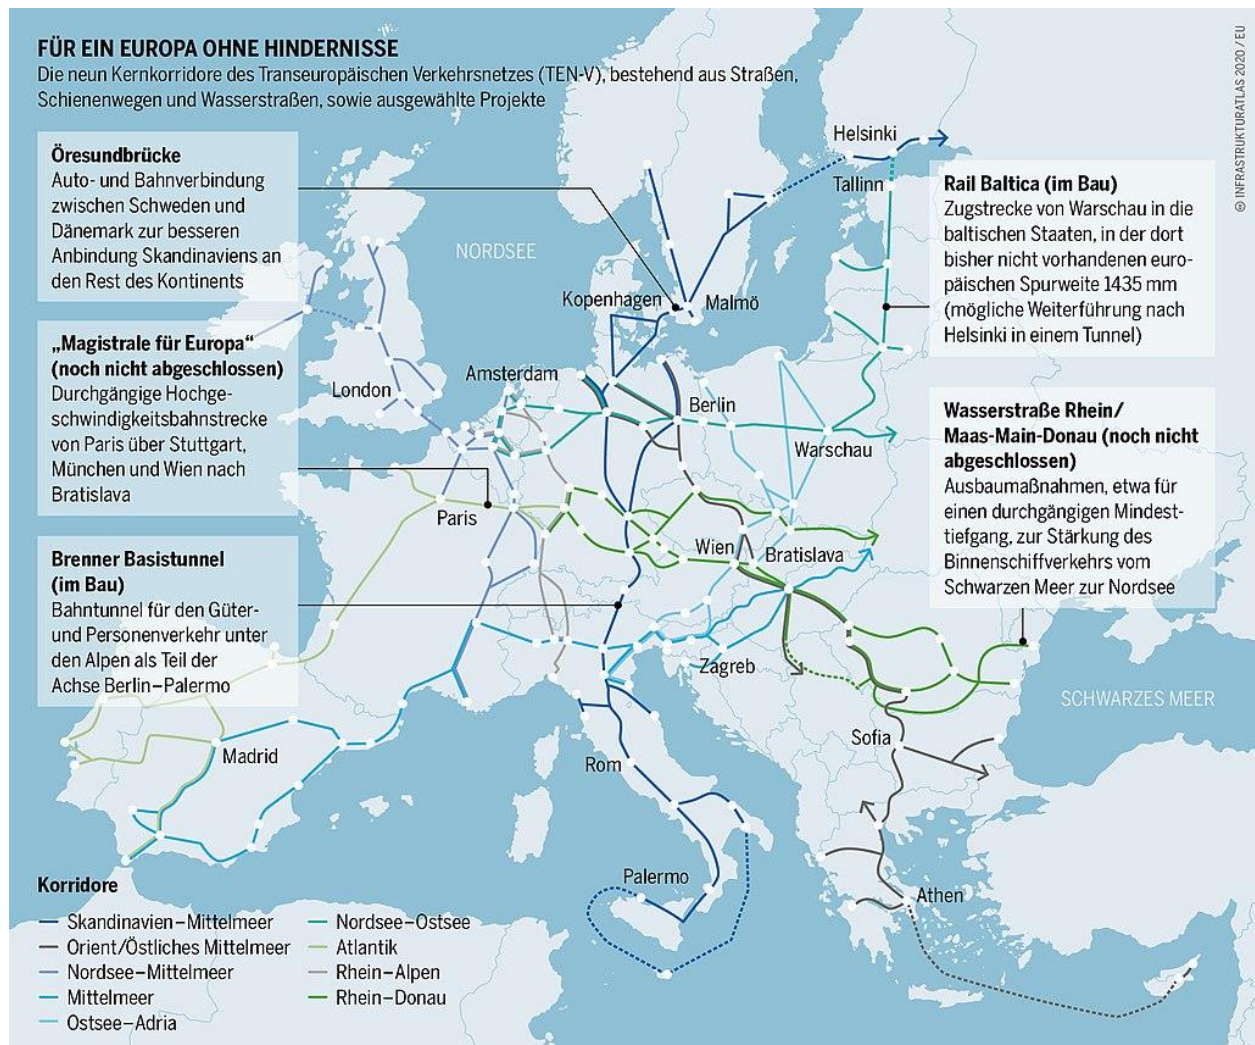 FÜR EIN EUROPA OHNE HINDERNISSE
Die neun Kernkorridore des Transeuropäischen Verkehrsnetzes (TEN-V), bestehend aus Straßen,
Schienenwegen und Wasserstraßen, sowie ausgewählte Projekte
© INFRASTRUKTURATLAS 2020 / EU
Öresundbrücke
Auto- und Bahnverbindung
zwischen Schweden und
Dänemark zur besseren
Anbindung Skandinaviens an
den Rest des Kontinents
„Magistrale für Europa“
(noch nicht abgeschlossen)
Durchgängige Hochge-
schwindigkeitsbahnstrecke
von Paris über Stuttgart,
München und Wien nach
Bratislava
Brenner Basistunnel
(im Bau)
Bahntunnel für den Güter-
und Personenverkehr unter
den Alpen als Teil der
Achse Berlin–Palermo
Rail Baltica (im Bau)
Zugstrecke von Warschau in die
baltischen Staaten, in der dort
bisher nicht vorhandenen euro-
päischen Spurweite 1435 mm
(mögliche Weiterführung nach
Helsinki in einem Tunnel)
Wasserstraße Rhein/
Maas-Main-Donau (noch nicht
abgeschlossen)
Ausbaumaßnahmen, etwa für
einen durchgängigen Mindest-
tiefgang, zur Stärkung des
Binnenschiffverkehrs vom
Schwarzen Meer zur Nordsee
Helsinki
Tallinn
NORDSEE
Kopenhagen
Malmö
Amsterdam
London
Berlin
Warschau
Paris
Wien
Bratislava
Zagreb
SCHWARZES MEER
Sofia
Madrid
Rom
Palermo
Athen
Korridore
Skandinavien–Mittelmeer
Orient/Östliches Mittelmeer
Nordsee–Mittelmeer
Mittelmeer
Ostsee–Adria
Nordsee–Ostsee
Atlantik
Rhein–Alpen
Rhein–Donau